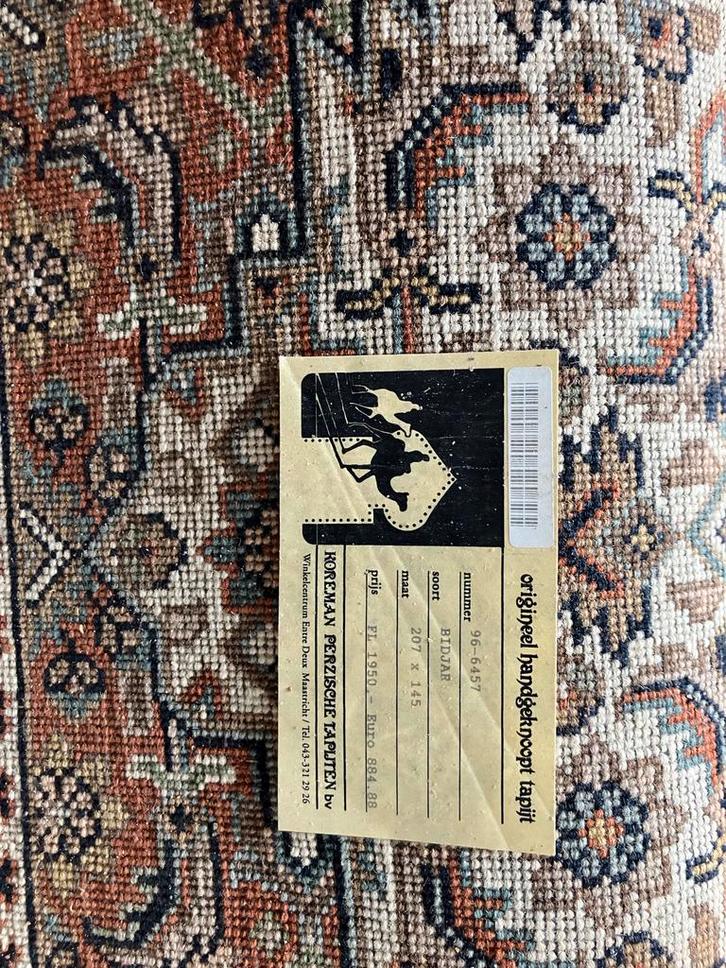 origineel handgeknoopt tapijt
nummer 96-6457
soort BIDJAR
maat 207 x 145
prijs FL 1950,- Euro 884,88
KOREMAN PERZISCHE TAPIJTEN bv
Winkelcentrum Entre Deux Maastricht / Tel. 043-321 29 26